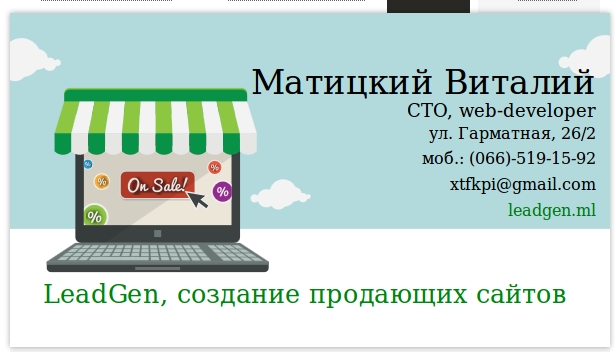 Матицкий Виталий
CTO, web-developer
ул. Гарматная, 26/2
моб.: (066)-519-15-92
xtfkpi@gmail.com
leadgen.ml
On Sale!
%
%
%
%
%
LeadGen, создание продающих сайтов